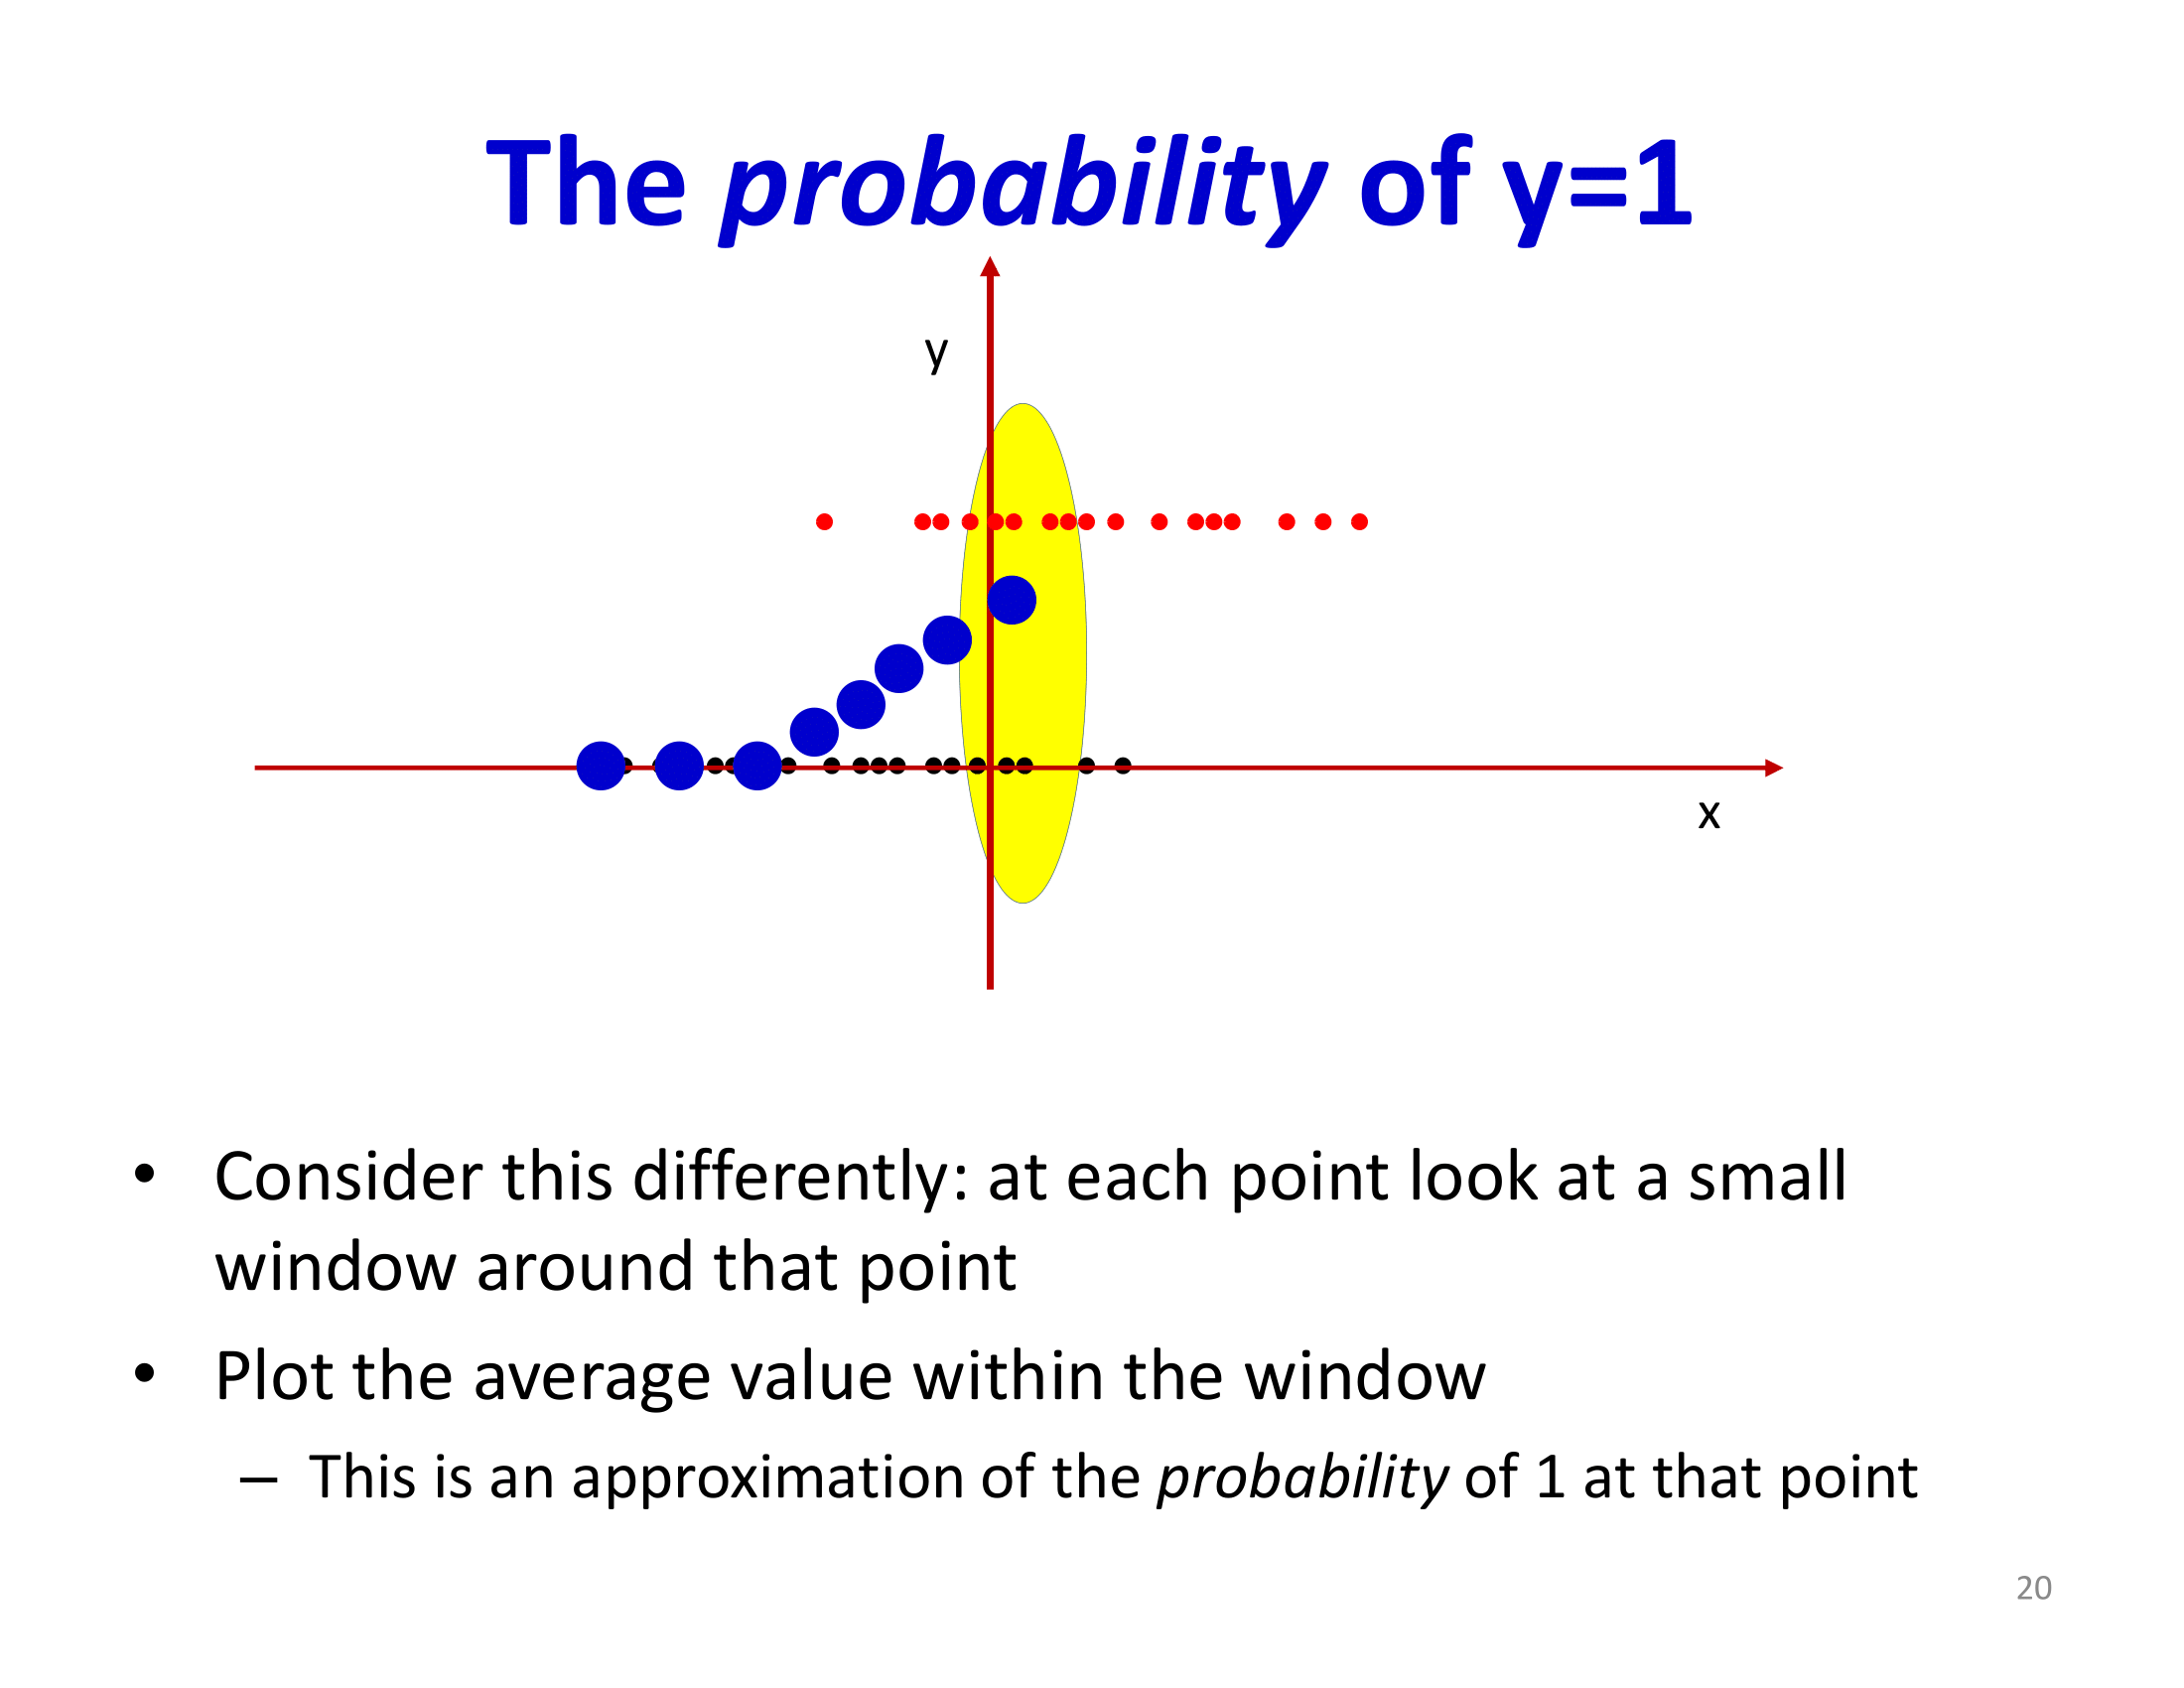 The probability of y=1
y
x
• Consider this differently: at each point look at a small
window around that point
• Plot the average value within the window
– This is an approximation of the probability of 1 at that point
20